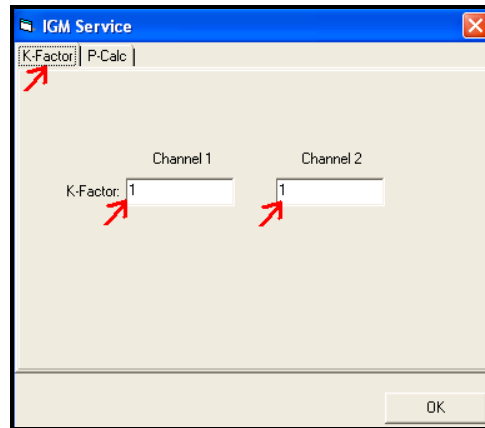 IGM Service
K-Factor P-Calc
Channel 1 Channel 2
K-Factor: 1 1
OK